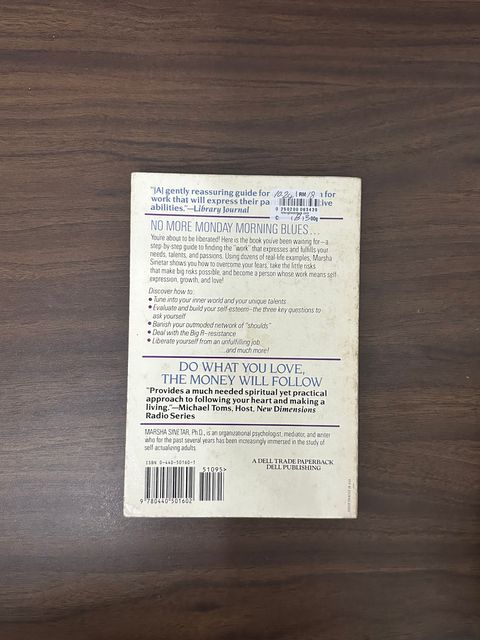 "[A] gently reassuring guide for
work that will express their pa
abilities."—Library Journal
RM
NO MORE MONDAY MORNING BLUES...
You're about to be liberated! Here is the book you've been waiting for—a
step-by-step guide to finding the "work" that expresses and fulfills your
needs, talents, and passions. Using dozens of real-life examples, Marsha
Sinetar shows you how to overcome your fears, take the little risks
that make big risks possible, and become a person whose work means self-
expression, growth, and love!
Discover how to:
• Tune into your inner world and your unique talents
• Evaluate and build your self-esteem—the three key questions to
ask yourself
• Banish your outmoded network of "shoulds"
• Deal with the Big R—resistance
• Liberate yourself from an unfulfilling job
...and much more!
DO WHAT YOU LOVE,
THE MONEY WILL FOLLOW
"Provides a much needed spiritual yet practical
approach to following your heart and making a
living."—Michael Toms, Host, New Dimensions
Radio Series
MARSHA SINETAR, Ph.D., is an organizational psychologist, mediator, and writer
who for the past several years has been increasingly immersed in the study of
self-actualizing adults.
ISBN 0-440-50160-1
51095>
9 780440 501602
A DELL TRADE PAPERBACK
DELL PUBLISHING